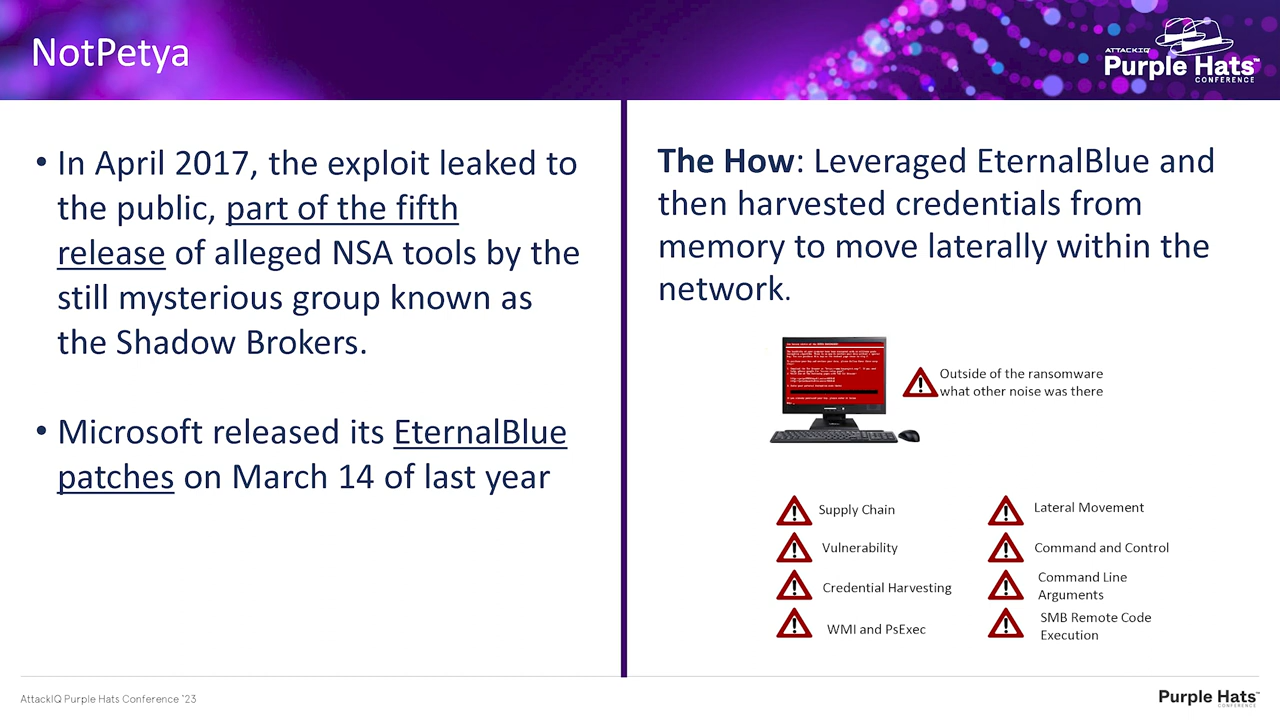 NotPetya
ATTACKIQ
Purple Hats™
CONFERENCE
• In April 2017, the exploit leaked to
the public, part of the fifth
release of alleged NSA tools by the
still mysterious group known as
the Shadow Brokers.
• Microsoft released its EternalBlue
patches on March 14 of last year
The How: Leveraged EternalBlue and
then harvested credentials from
memory to move laterally within the
network.
Outside of the ransomware
what other noise was there
Supply Chain
Vulnerability
Credential Harvesting
WMI and PsExec
Lateral Movement
Command and Control
Command Line
Arguments
SMB Remote Code
Execution
AttackIQ Purple Hats Conference '23
Purple Hats™
CONFERENCE